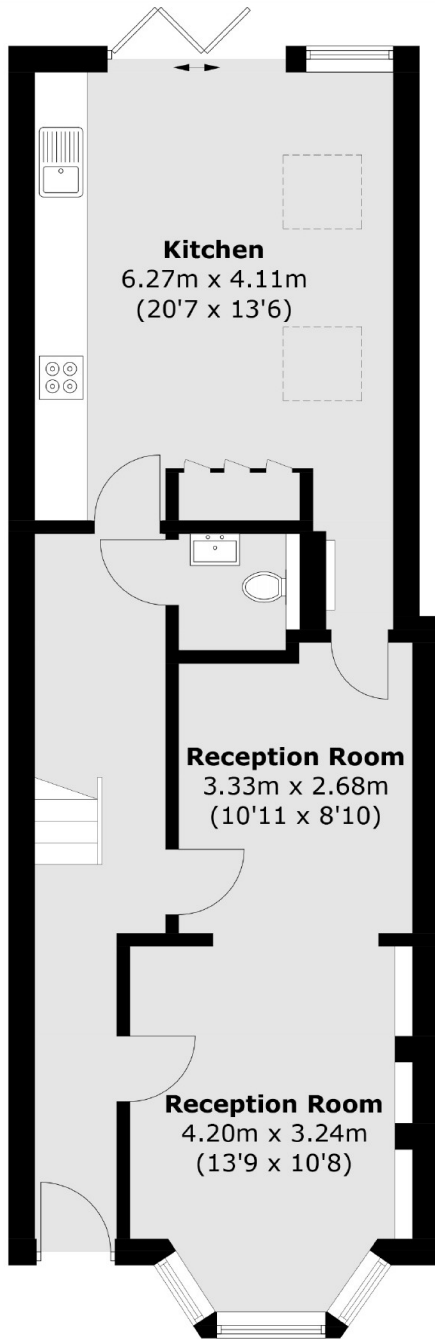 Kitchen
6.27m x 4.11m
(20'7 x 13'6)
Reception Room
3.33m x 2.68m
(10'11 x 8'10)
Reception Room
4.20m x 3.24m
(13'9 x 10'8)